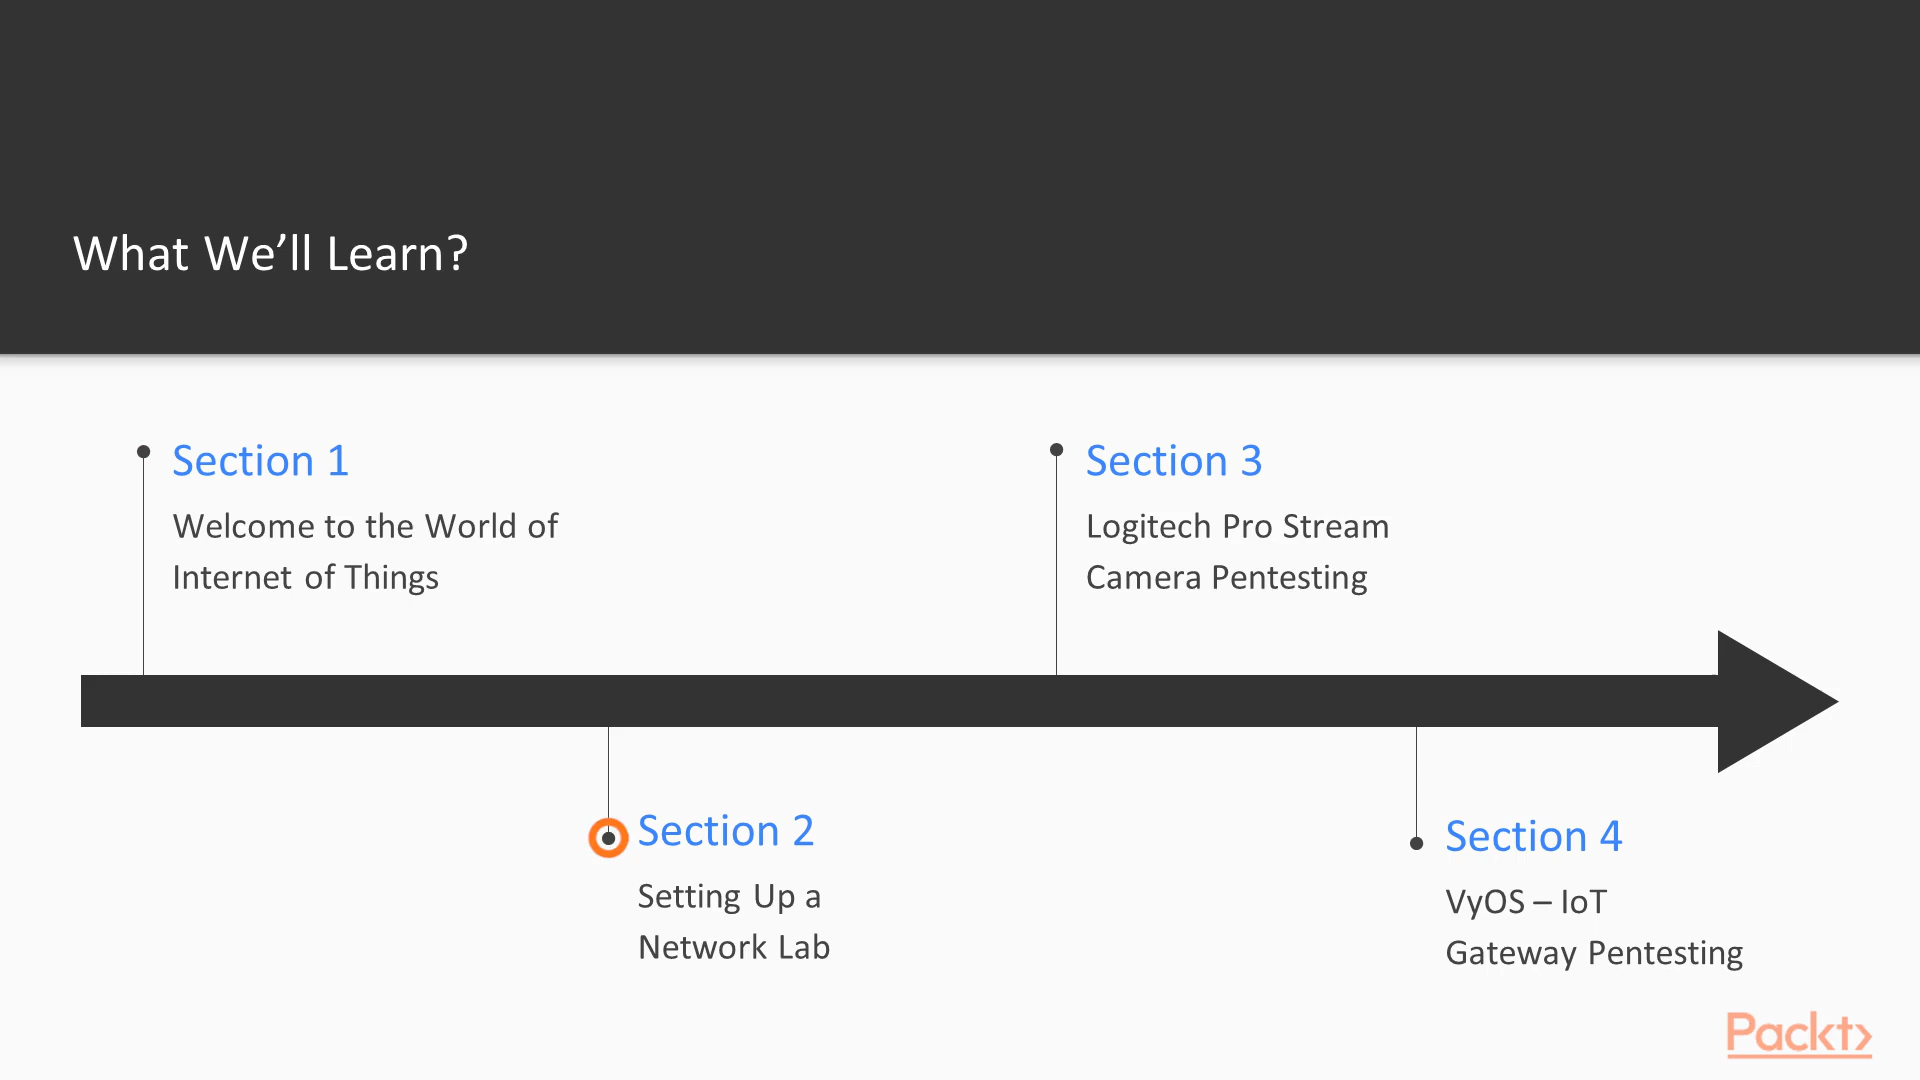 What We’ll Learn?
Section 1
Welcome to the World of
Internet of Things
Section 3
Logitech Pro Stream
Camera Pentesting
Section 2
Setting Up a
Network Lab
Section 4
VyOS – IoT
Gateway Pentesting
Packt>